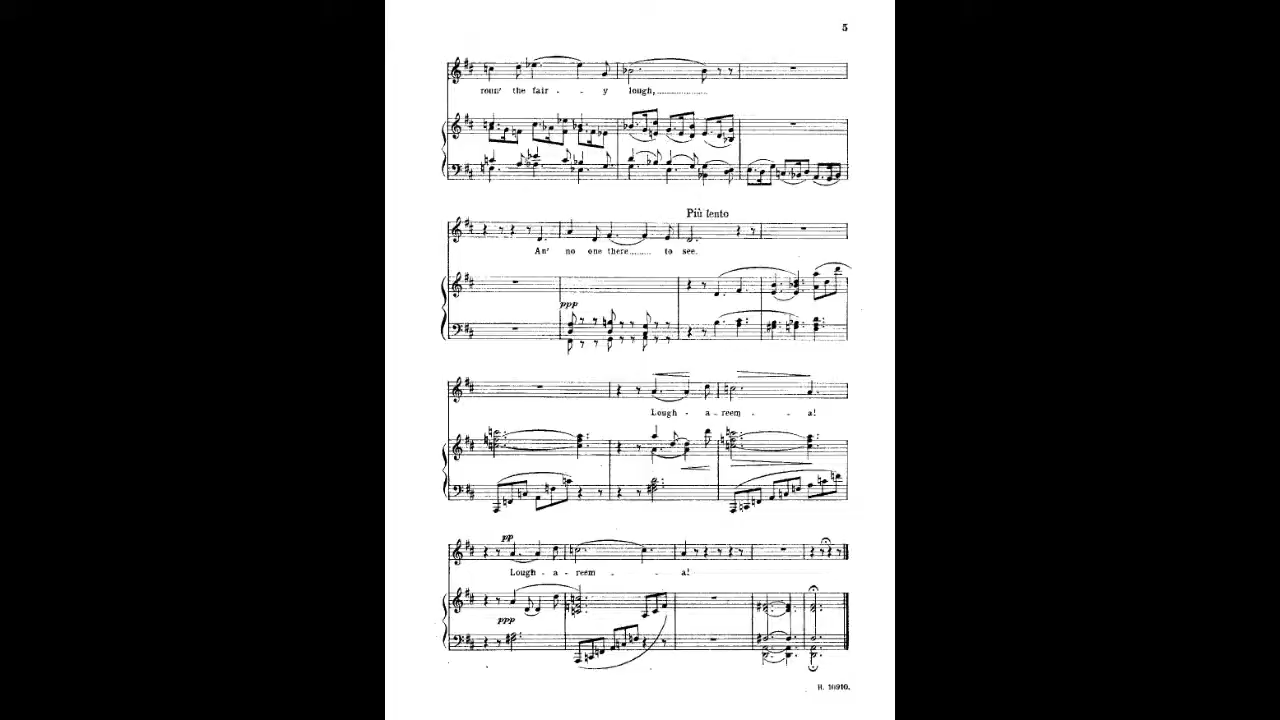 5
roun' the fair - - y lough,
Più lento
An' no one there to see.
ppp
Lough - a - reem - - a!
pp
Lough - a - reem - - a!
ppp
H. 10910.